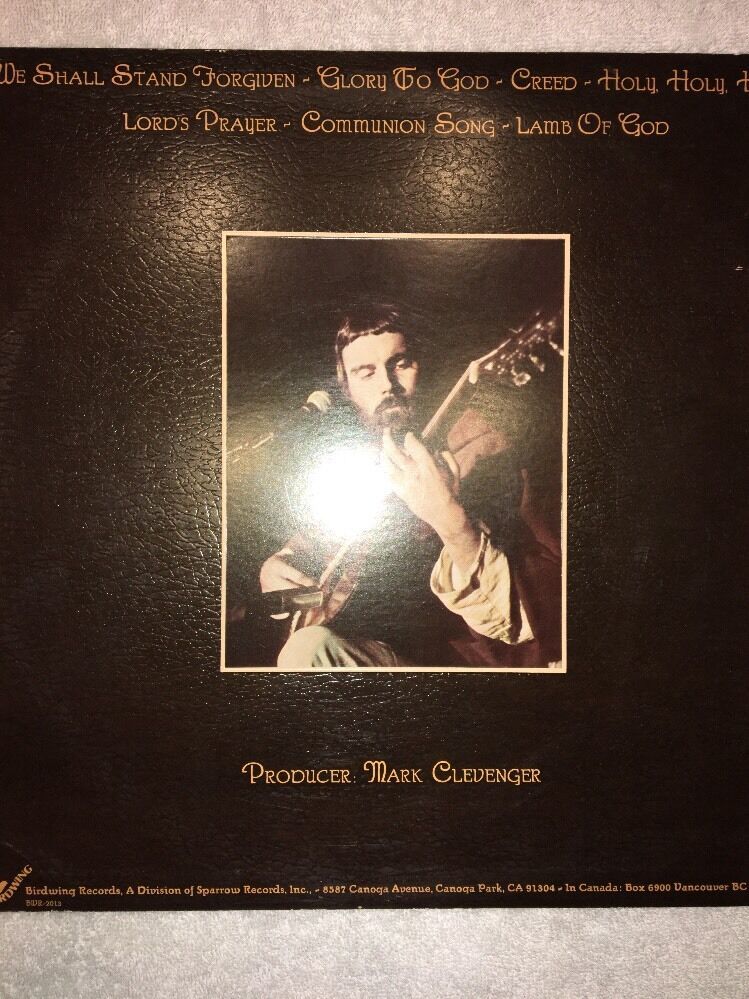 We Shall Stand Forgiven - Glory To God - Creed - Holy, Holy,
Lord's Prayer - Communion Song - Lamb Of God
Producer: Mark Clevenger
Birdwing Records, A Division of Sparrow Records, Inc., - 8587 Canoga Avenue, Canoga Park, CA 91304 - In Canada: Box 6900 Vancouver BC
BWR-2013